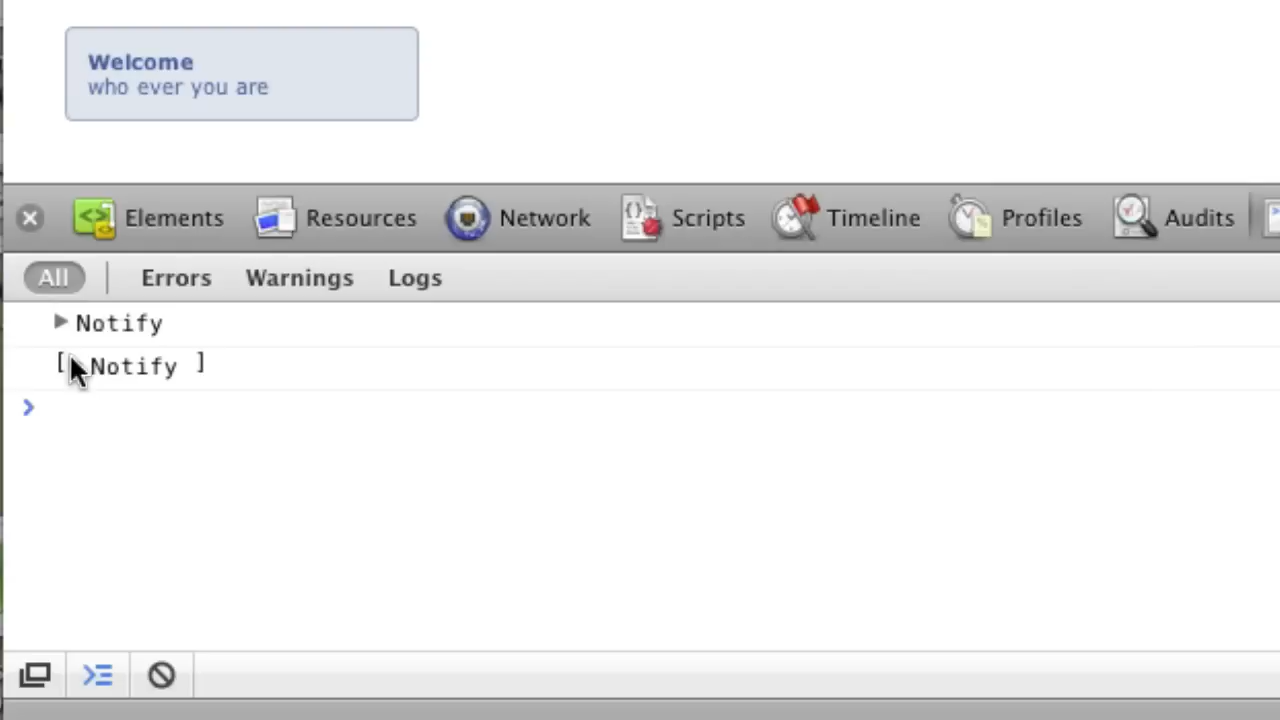 Welcome
who ever you are
Elements Resources Network Scripts Timeline Profiles Audits
All Errors Warnings Logs
Notify
[ Notify ]